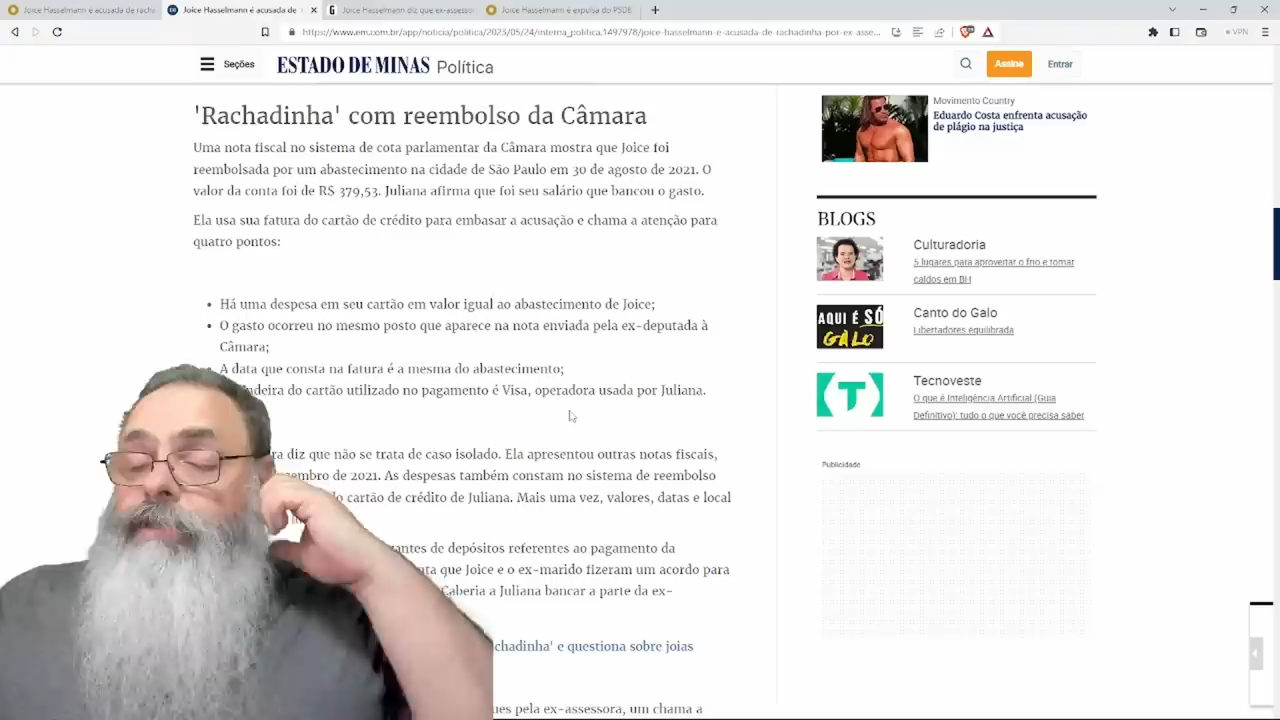 Joice Hasselmann é acusada de racha
Joice Hasselmann é acusada de
Joice Hasselmann diz que ex-assessor
Joice Hasselmann é expulsa do PSDB
https://www.em.com.br/app/noticia/politica/2023/05/24/interna_politica,1497978/joice-hasselmann-e-acusada-de-rachadinha-por-ex-asse...
VPN
Seções
ESTADO DE MINAS Política
Assine
Entrar
'Rachadinha' com reembolso da Câmara
Uma nota fiscal no sistema de cota parlamentar da Câmara mostra que Joice foi
reembolsada por um abastecimento na cidade de São Paulo em 30 de agosto de 2021. O
valor da conta foi de R$ 379,53. Juliana afirma que foi seu salário que bancou o gasto.
Ela usa sua fatura do cartão de crédito para embasar a acusação e chama a atenção para
quatro pontos:
Há uma despesa em seu cartão em valor igual ao abastecimento de Joice;
O gasto ocorreu no mesmo posto que aparece na nota enviada pela ex-deputada à
Câmara;
A data que consta na fatura é a mesma do abastecimento;
ndeira do cartão utilizado no pagamento é Visa, operadora usada por Juliana.
ra diz que não se trata de caso isolado. Ela apresentou outras notas fiscais,
zembro de 2021. As despesas também constam no sistema de reembolso
do cartão de crédito de Juliana. Mais uma vez, valores, datas e local
antes de depósitos referentes ao pagamento da
nta que Joice e o ex-marido fizeram um acordo para
Caberia a Juliana bancar a parte da ex-
chadinha' e questiona sobre joias
es pela ex-assessora, um chama a
Movimento Country
Eduardo Costa enfrenta acusação
de plágio na justiça
BLOGS
Culturadoria
5 lugares para aproveitar o frio e tomar
caldos em BH
AQUI É SÓ
GALO
Canto do Galo
Libertadores equilibrada
Tecnoveste
O que é Inteligência Artificial (Guia
Definitivo): tudo o que você precisa saber
Publicidade